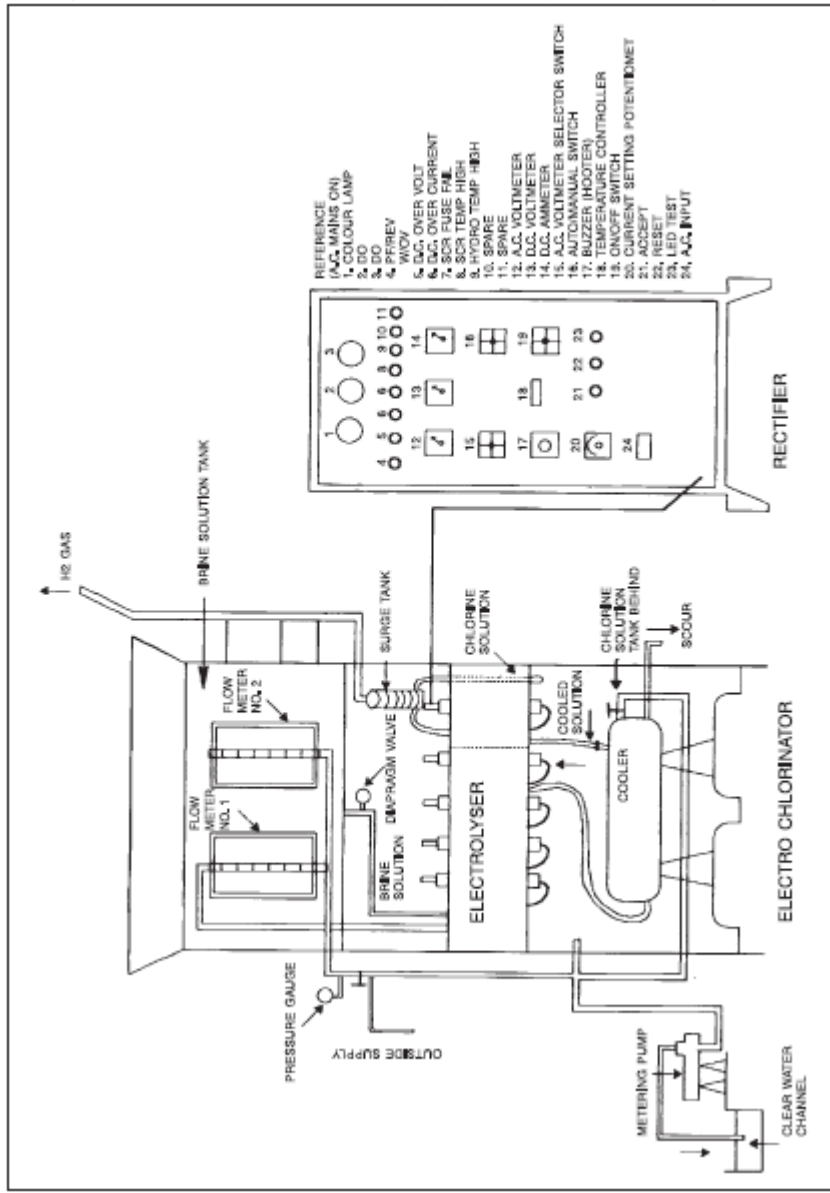 H2 GAS
BRINE SOLUTION TANK
FLOW
METER
NO. 2
FLOW
METER
NO. 1
PRESSURE GAUGE
OUTSIDE SUPPLY
SURGE TANK
DIAPRAGM VALVE
BRINE
SOLUTION
CHLORINE
SOLUTION
ELECTROLYSER
COOLED
SOLUTION
COOLER
CHLORINE
SOLUTION
TANK BEHIND
SCOUR
METERING PUMP
CLEAR WATER
CHANNEL
ELECTRO CHLORINATOR
1 2 3
4 5 6 6 8 9 10 11
12 13 14
15 16
17 18 19
20 21 22 23
24
RECTIFIER
REFERENCE
(A.C. MAINS ON)
1. COLOUR LAMP
2. DO
3. DO
4. PF/REV
W/OV
5. D.C. OVER VOLT
6. D.C. OVER CURRENT
7. SCR FUSE FAIL
8. SCR TEMP HIGH
9. HYDRO TEMP HIGH
10. SPARE
11. SPARE
12. A.C. VOLTMETER
13. D.C. VOLTMETER
14. D.C. AMMETER
15. A.C. VOLTMETER SELECTOR SWITCH
16. AUTO/MANUAL SWITCH
17. BUZZER (HOOTER)
18. TEMPERATURE CONTROLLER
19. ON/OFF SWITCH
20. CURRENT SETTING POTENTIOMET
21. ACCEPT
22. RESET
23. LED TEST
24. A.C. INPUT